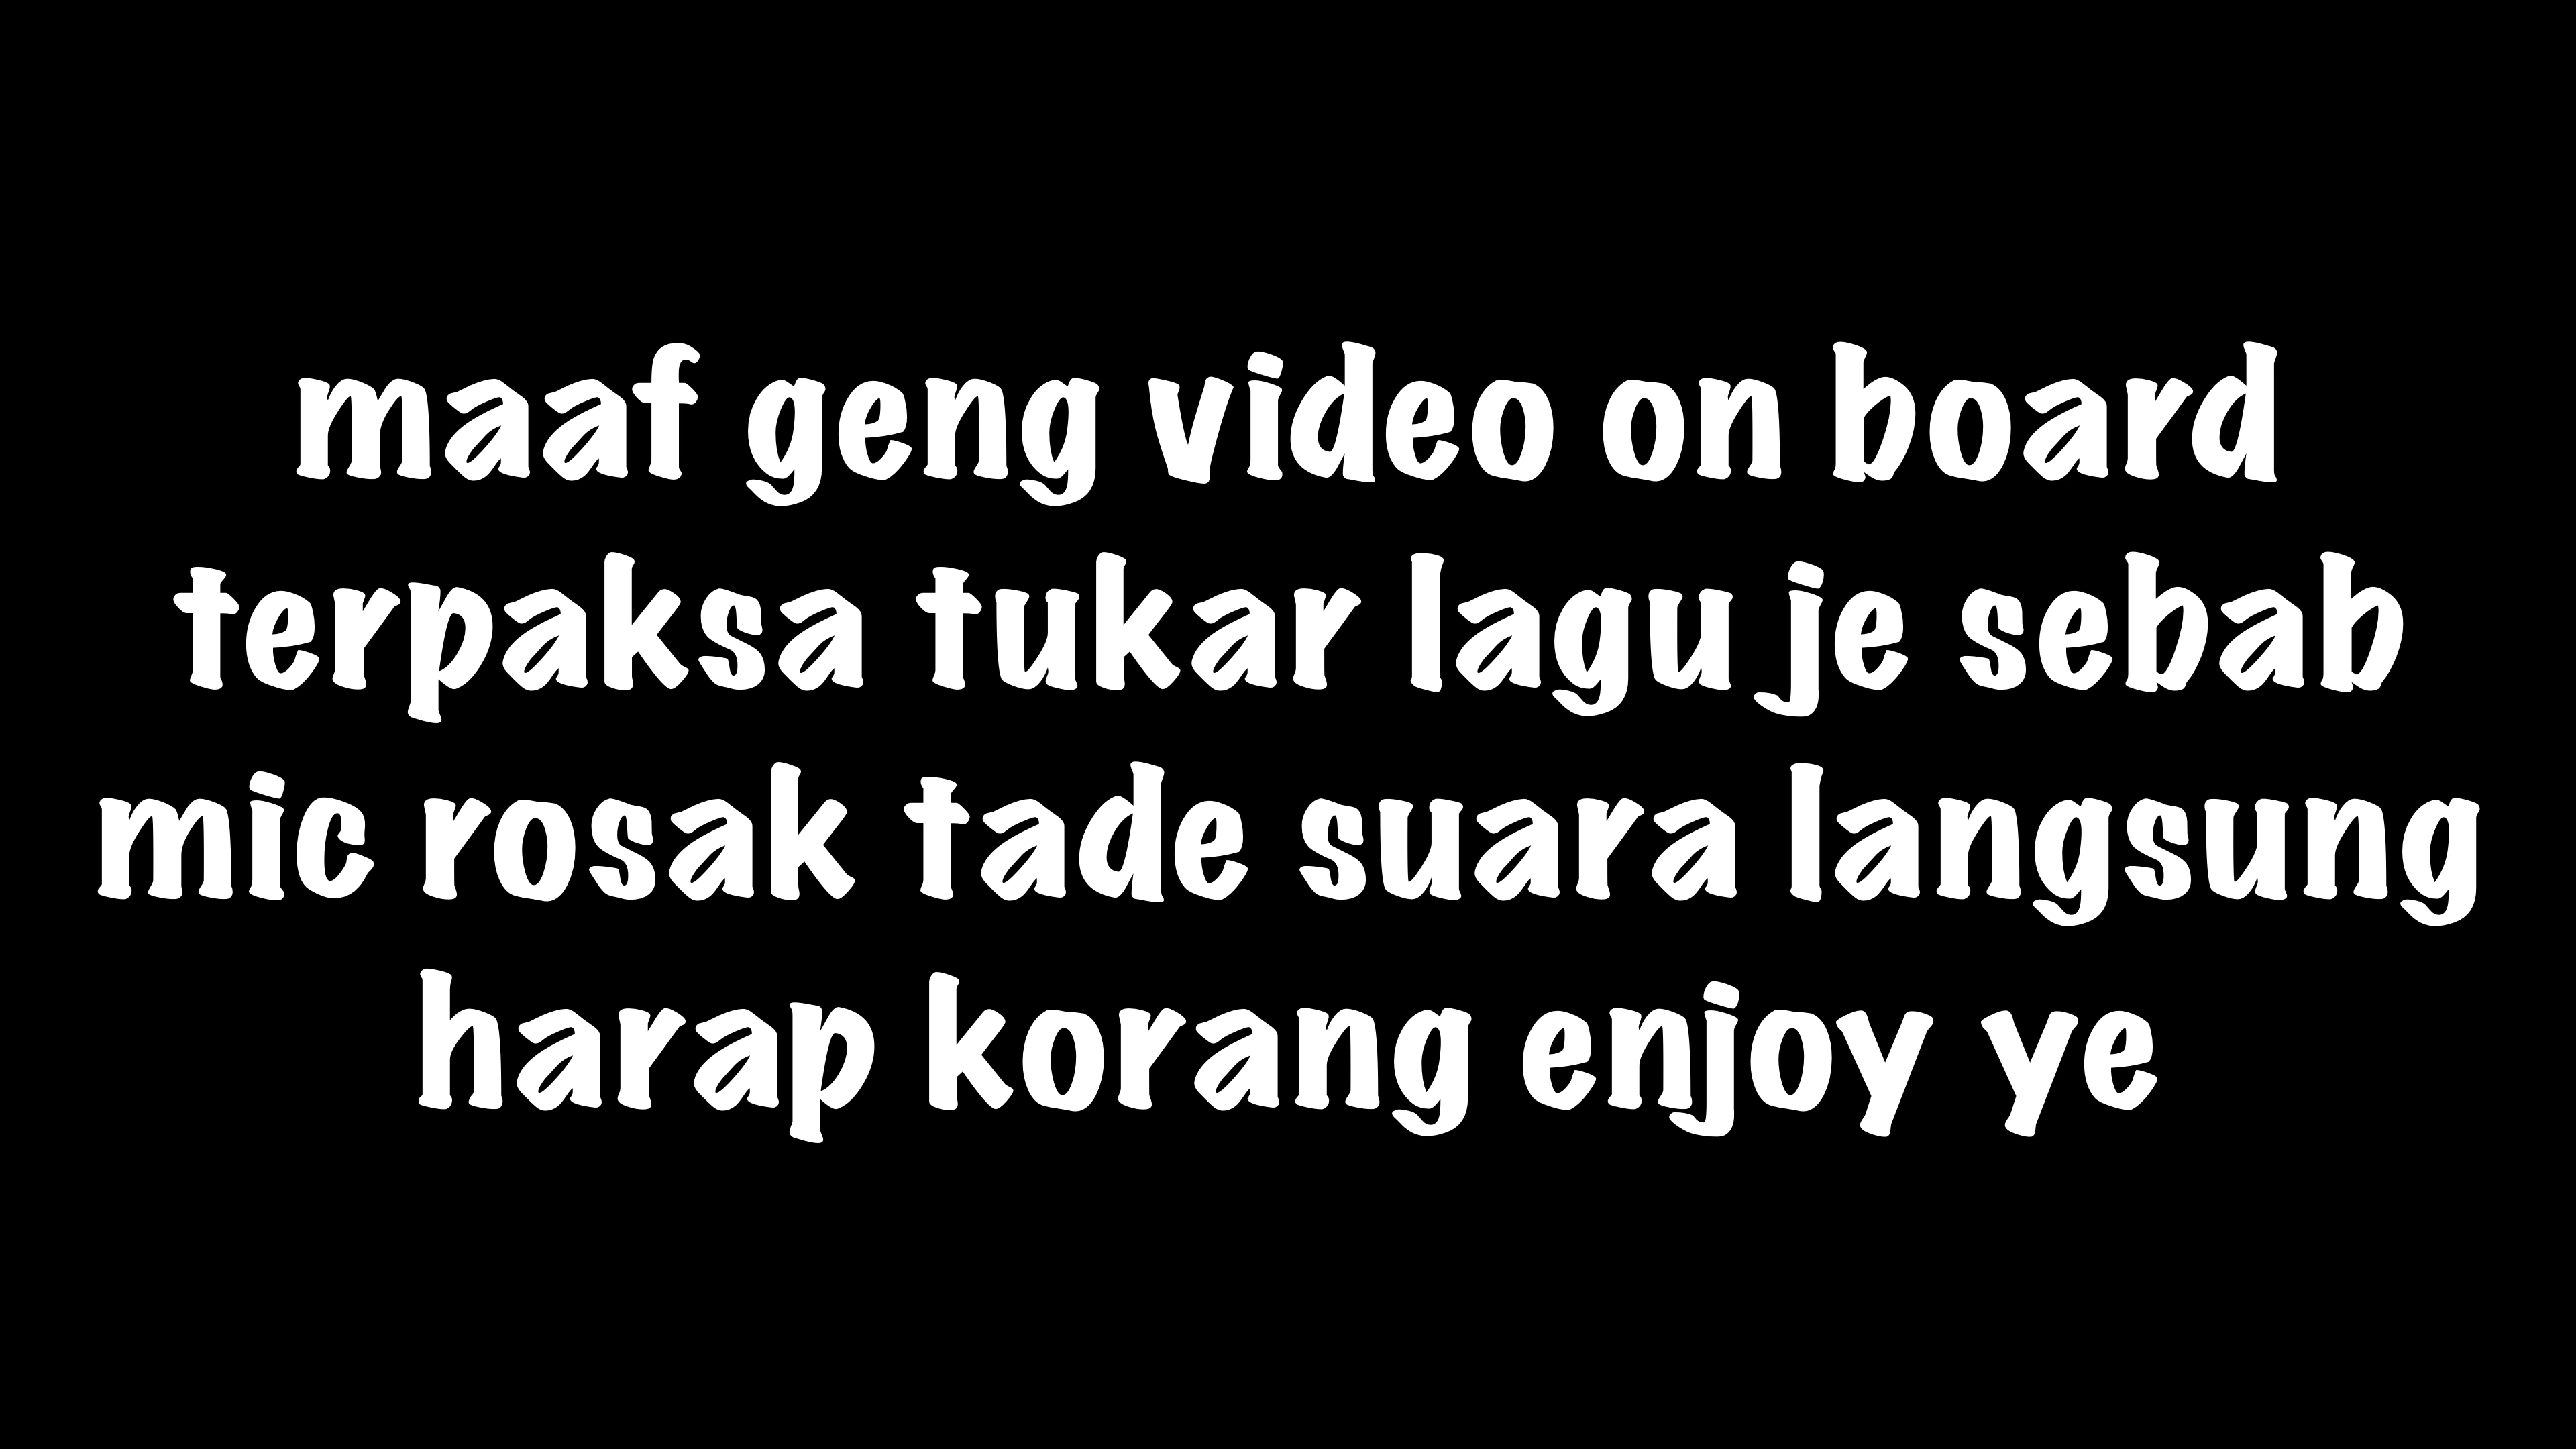 maaf geng video on board
terpaksa tukar lagu je sebab
mic rosak tade suara langsung
harap korang enjoy ye